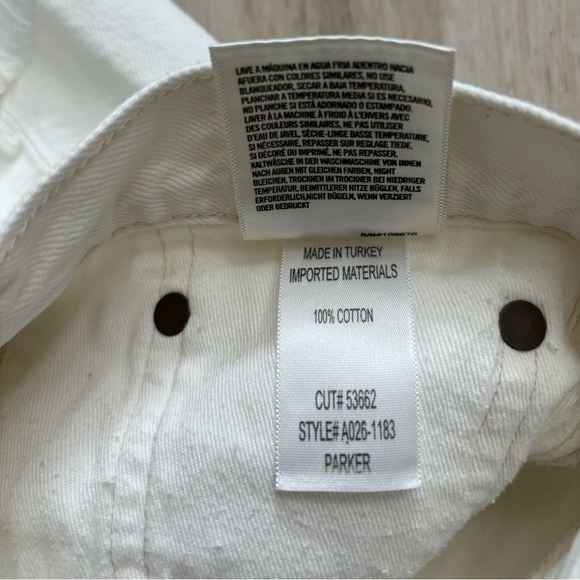 LAVE A MÁQUINA EN AGUA FRIA ADENTRO HACIA
AFUERA CON COLORES SIMILARES, NO USE
BLANQUEADOR, SECAR A BAJA TEMPERATURA,
PLANCHAR A TEMPERATURA MEDIA SI ES NECESARIO,
NO PLANCHE SI ESTÁ ADORNADO O ESTAMPADO.
LAVER À LA MACHINE À FROID À L'ENVERS AVEC
DES COULEURS SIMILAIRES, NE PAS UTILISER
D'EAU DE JAVEL, SÈCHE-LINGE BASSE TEMPÉRATURE,
SI NÉCESSAIRE, REPASSER SUR RÉGLAGE TIEDE,
SI DÉCORÉ OU IMPRIMÉ, NE PAS REPASSER.
KALTWÄSCHE IN DER WASCHMASCHINE VON INNEN
NACH AUßEN MIT GLEICHEN FARBEN, NIGHT
BLEICHEN, TROCKNEN IM TROCKNER BEI NIEDRIGER
TEMPERATUR, BEIMITTLERER HITZE BÜGLEN, FALLS
ERFORDERLICH,NICHT BÜGELN, WENN VERZIERT
ODER BEDRUCKT
MADE IN TURKEY
IMPORTED MATERIALS
100% COTTON
CUT# 53662
STYLE# A026-1183
PARKER